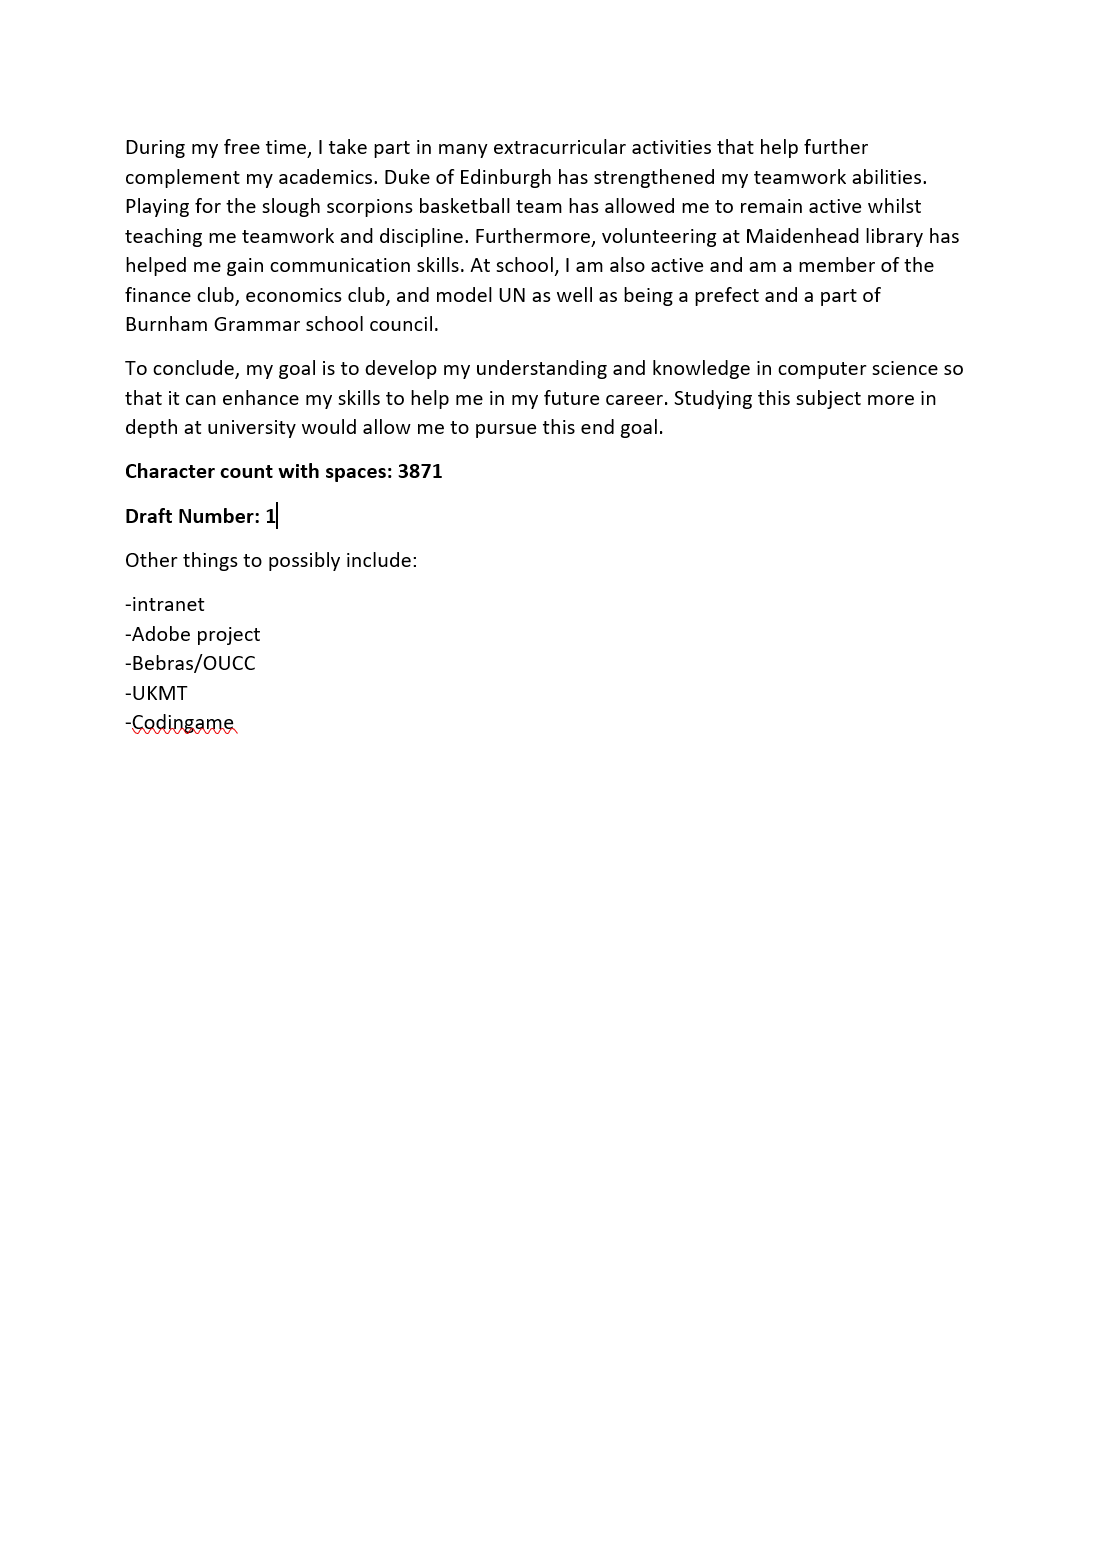 During my free time, I take part in many extracurricular activities that help further
complement my academics. Duke of Edinburgh has strengthened my teamwork abilities.
Playing for the slough scorpions basketball team has allowed me to remain active whilst
teaching me teamwork and discipline. Furthermore, volunteering at Maidenhead library has
helped me gain communication skills. At school, I am also active and am a member of the
finance club, economics club, and model UN as well as being a prefect and a part of
Burnham Grammar school council.
To conclude, my goal is to develop my understanding and knowledge in computer science so
that it can enhance my skills to help me in my future career. Studying this subject more in
depth at university would allow me to pursue this end goal.
Character count with spaces: 3871
Draft Number: 1
Other things to possibly include:
-intranet
-Adobe project
-Bebras/OUCC
-UKMT
-Codingame